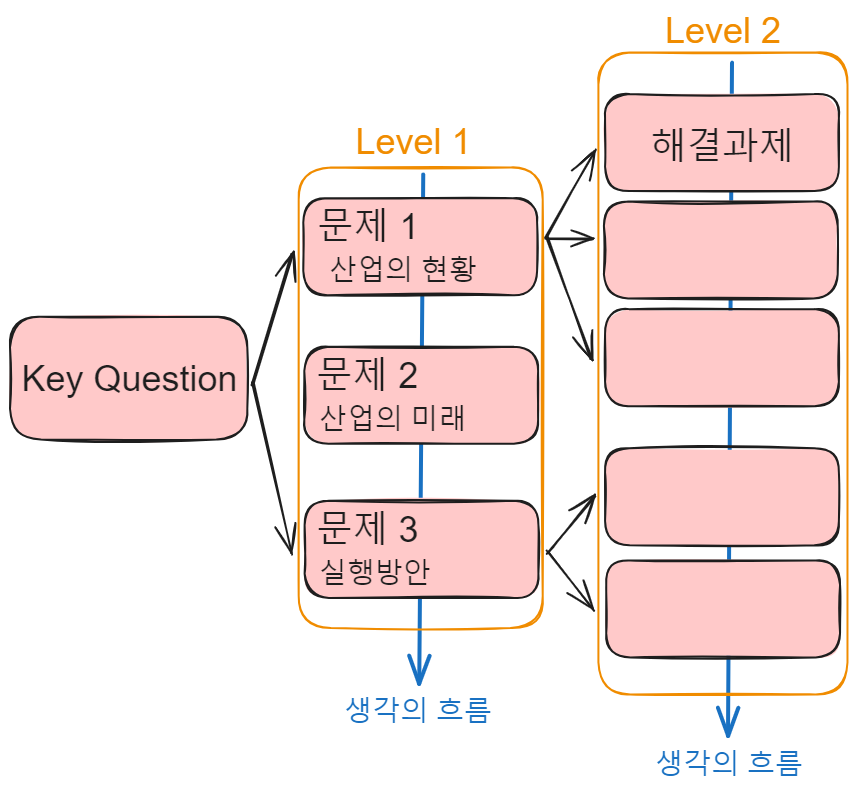 Level 2
해결과제
Level 1
문제 1
산업의 현황
Key Question
문제 2
산업의 미래
문제 3
실행방안
생각의 흐름
생각의 흐름